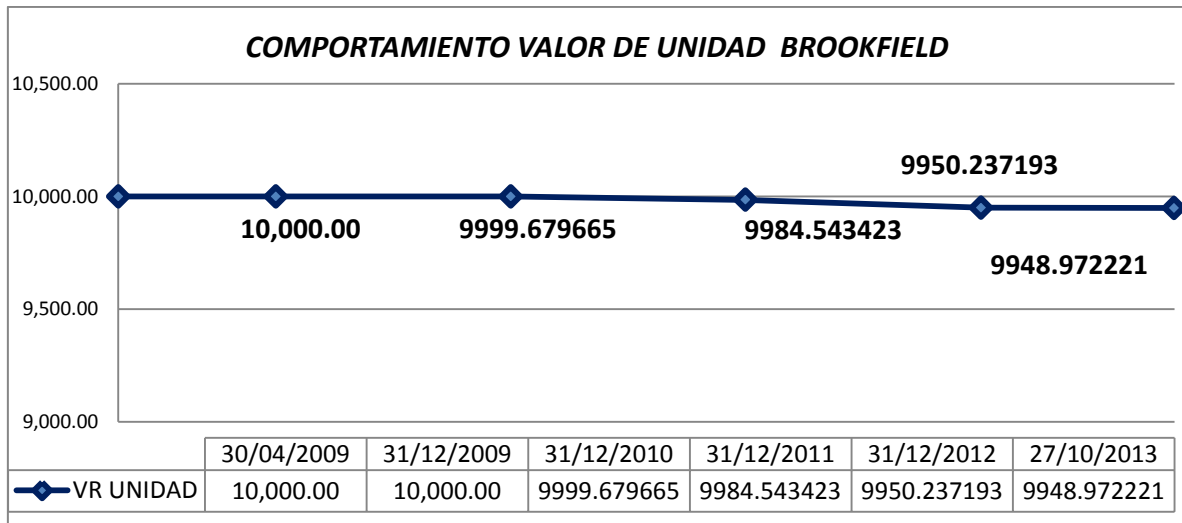 COMPORTAMIENTO VALOR DE UNIDAD BROOKFIELD
10,500.00
9950.237193
10,000.00
10,000.00 9999.679665 9984.543423
9948.972221
9,500.00
9,000.00
30/04/2009 31/12/2009 31/12/2010 31/12/2011 31/12/2012 27/10/2013
VR UNIDAD 10,000.00 10,000.00 9999.679665 9984.543423 9950.237193 9948.972221